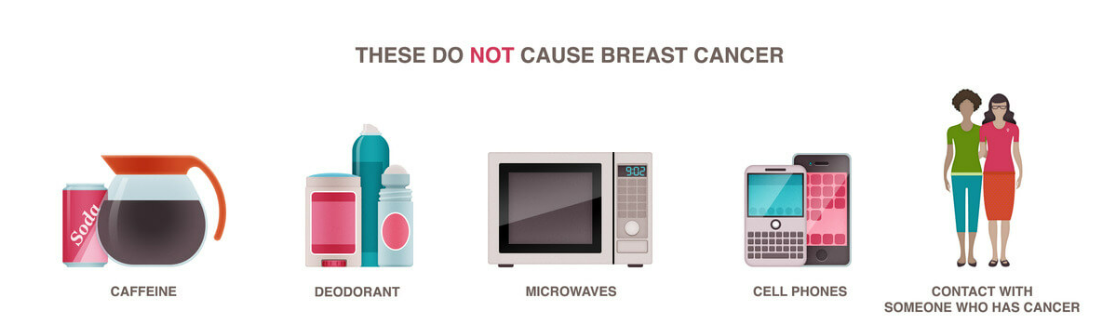 THESE DO NOT CAUSE BREAST CANCER
Soda
9:02
CAFFEINE
DEODORANT
MICROWAVES
CELL PHONES
CONTACT WITH
SOMEONE WHO HAS CANCER